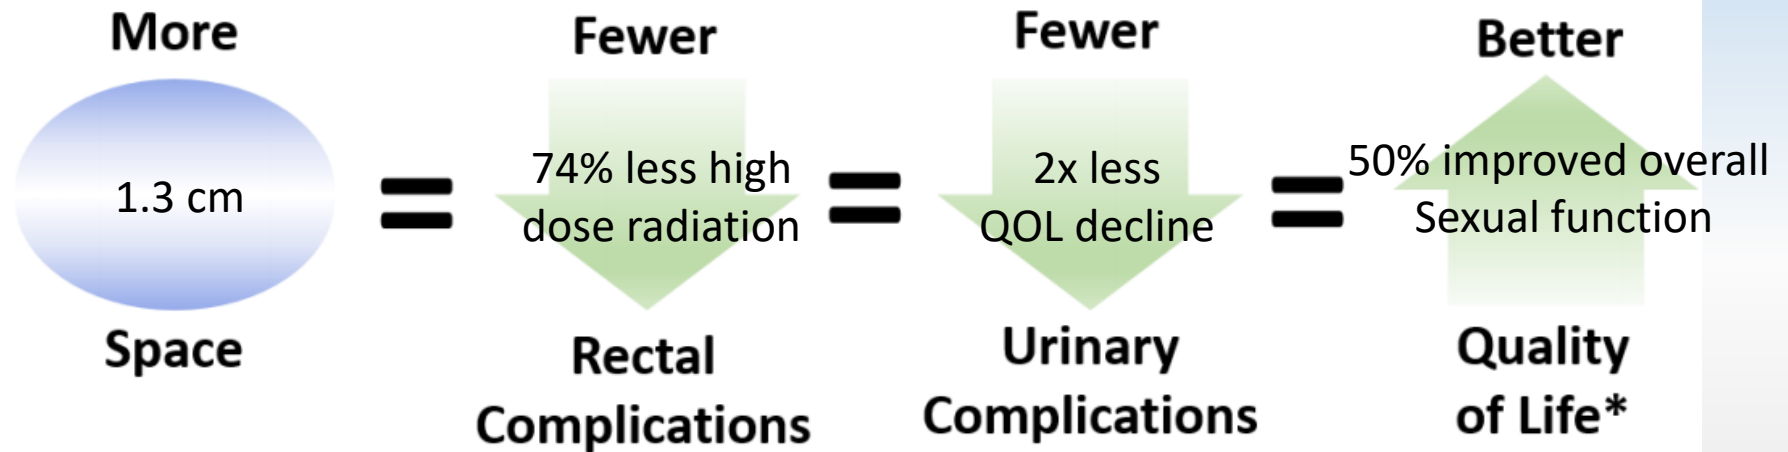 More
1.3 cm
Space
=
Fewer
74% less high
dose radiation
Rectal
Complications
=
Fewer
2x less
QOL decline
Urinary
Complications
=
Better
50% improved overall
Sexual function
Quality
of Life*